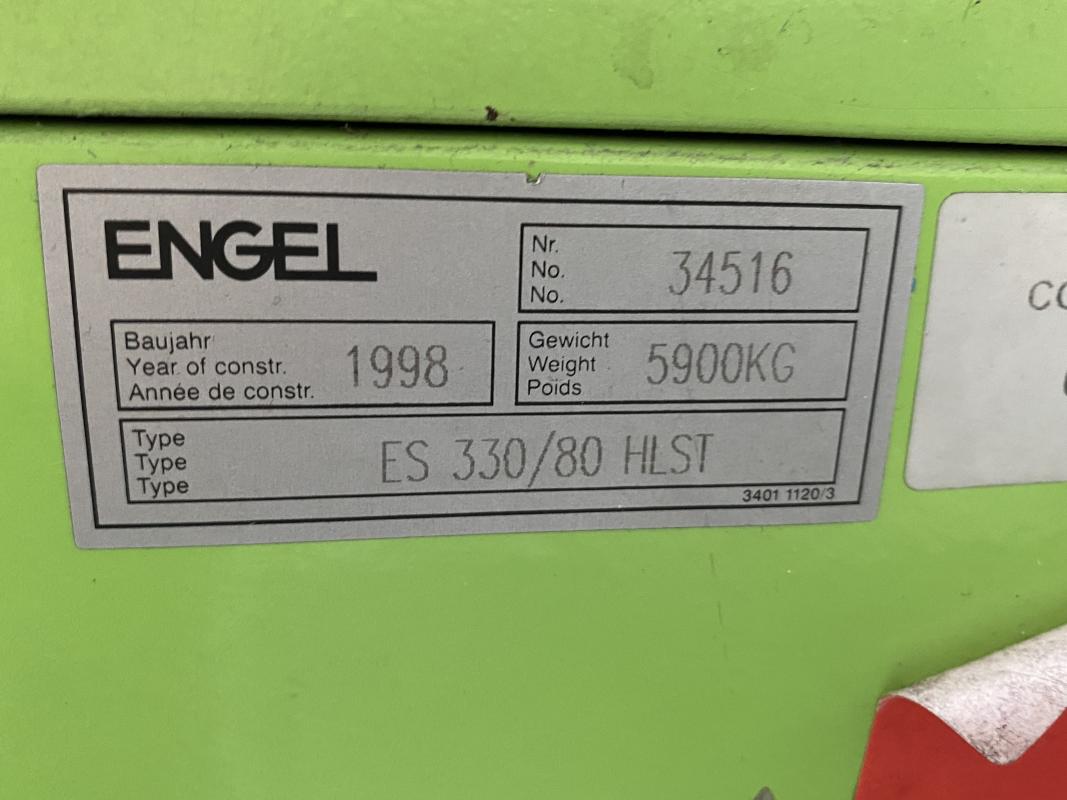 ENGEL
Nr.
No.
No.
34516
Baujahr
Year of constr.
Année de constr.
1998
Gewicht
Weight
Poids
5900KG
Type
Type
Type
ES 330/80 HLST
3401 1120/3